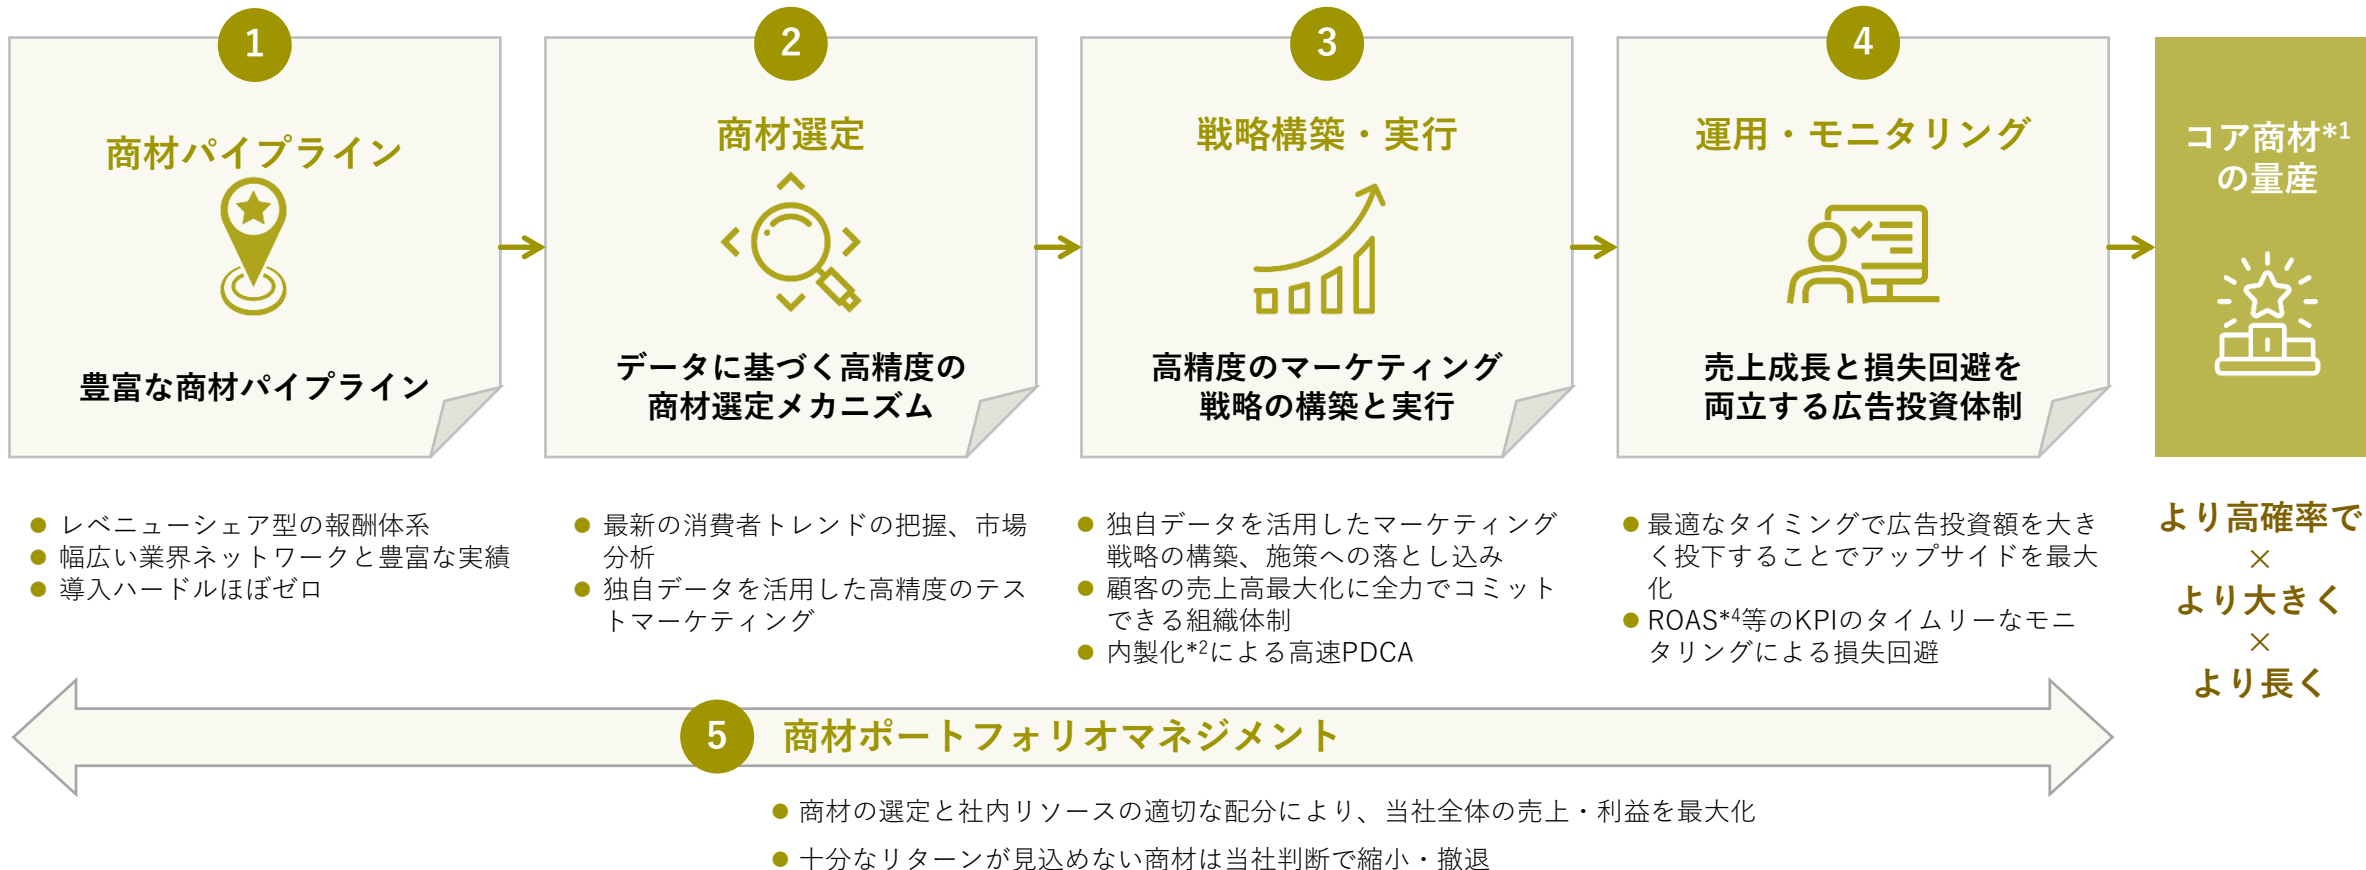 1
商材パイプライン
豊富な商材パイプライン
● レベニューシェア型の報酬体系
● 幅広い業界ネットワークと豊富な実績
● 導入ハードルほぼゼロ
2
商材選定
データに基づく高精度の
商材選定メカニズム
● 最新の消費者トレンドの把握、市場
分析
● 独自データを活用した高精度のテス
トマーケティング
3
戦略構築・実行
高精度のマーケティング
戦略の構築と実行
● 独自データを活用したマーケティング
戦略の構築、施策への落とし込み
● 顧客の売上高最大化に全力でコミット
できる組織体制
● 内製化*2による高速PDCA
4
運用・モニタリング
売上成長と損失回避を
両立する広告投資体制
● 最適なタイミングで広告投資額を大き
く投下することでアップサイドを最大
化
● ROAS*4等のKPIのタイムリーなモニ
タリングによる損失回避
コア商材*1
の量産
より高確率で
×
より大きく
×
より長く
5 商材ポートフォリオマネジメント
● 商材の選定と社内リソースの適切な配分により、当社全体の売上・利益を最大化
● 十分なリターンが見込めない商材は当社判断で縮小・撤退